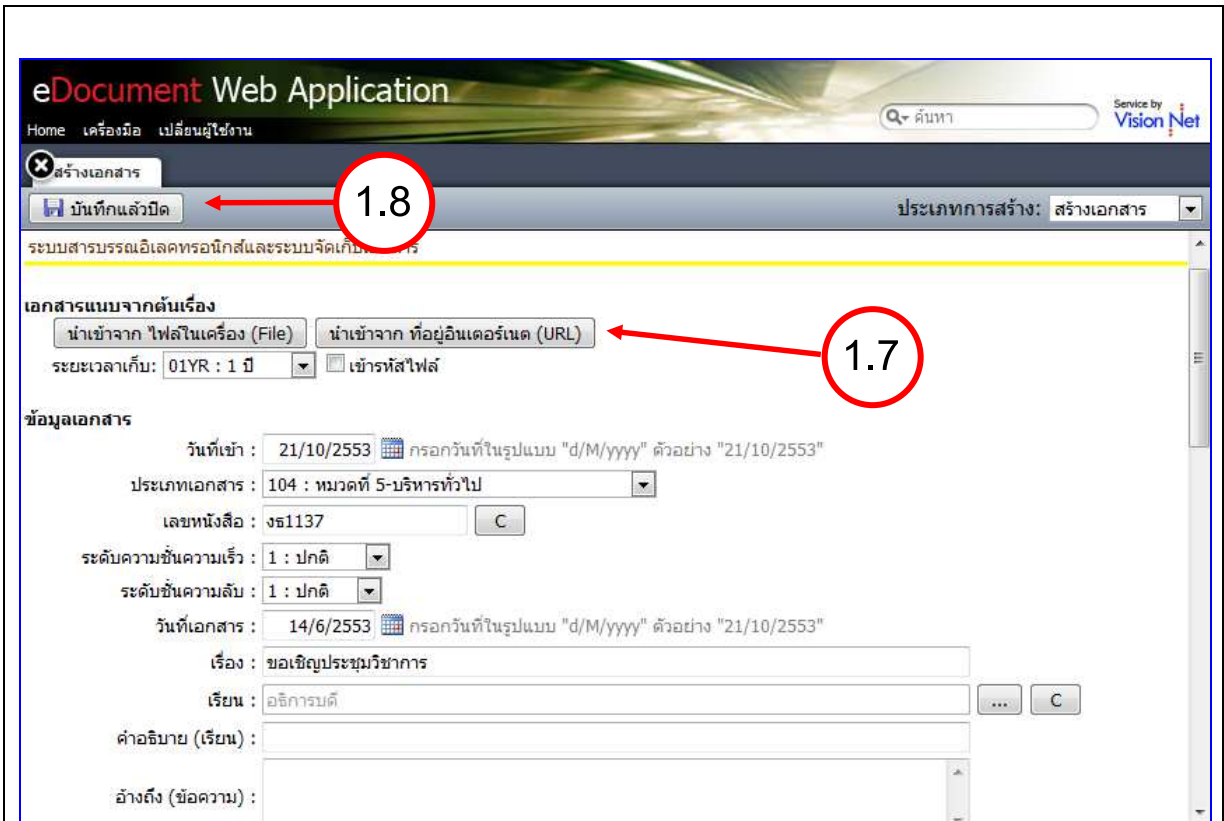 eDocument Web Application
Home เครื่องมือ เปลี่ยนผู้ใช้งาน
ค้นหา
Service by
Vision Net
สร้างเอกสาร
บันทึกแล้วปิด
1.8
ประเภทการสร้าง: สร้างเอกสาร
ระบบสารบรรณอิเลคทรอนิกส์และระบบจัดเก็บเอกสาร
เอกสารแนบจากต้นเรื่อง
นำเข้าจาก ไฟล์ในเครื่อง (File) นำเข้าจาก ที่อยู่อินเตอร์เนต (URL)
1.7
ระยะเวลาเก็บ: 01YR : 1 ปี เข้ารหัสไฟล์
ข้อมูลเอกสาร
วันที่เข้า : 21/10/2553 กรอกวันที่ในรูปแบบ "d/M/yyyy" ตัวอย่าง "21/10/2553"
ประเภทเอกสาร : 104 : หมวดที่ 5-บริหารทั่วไป
เลขหนังสือ : งธ1137 C
ระดับความชั้นความเร็ว : 1 : ปกติ
ระดับชั้นความลับ : 1 : ปกติ
วันที่เอกสาร : 14/6/2553 กรอกวันที่ในรูปแบบ "d/M/yyyy" ตัวอย่าง "21/10/2553"
เรื่อง : ขอเชิญประชุมวิชาการ
เรียน : อธิการบดี ... C
คำอธิบาย (เรียน) :
อ้างถึง (ข้อความ) :